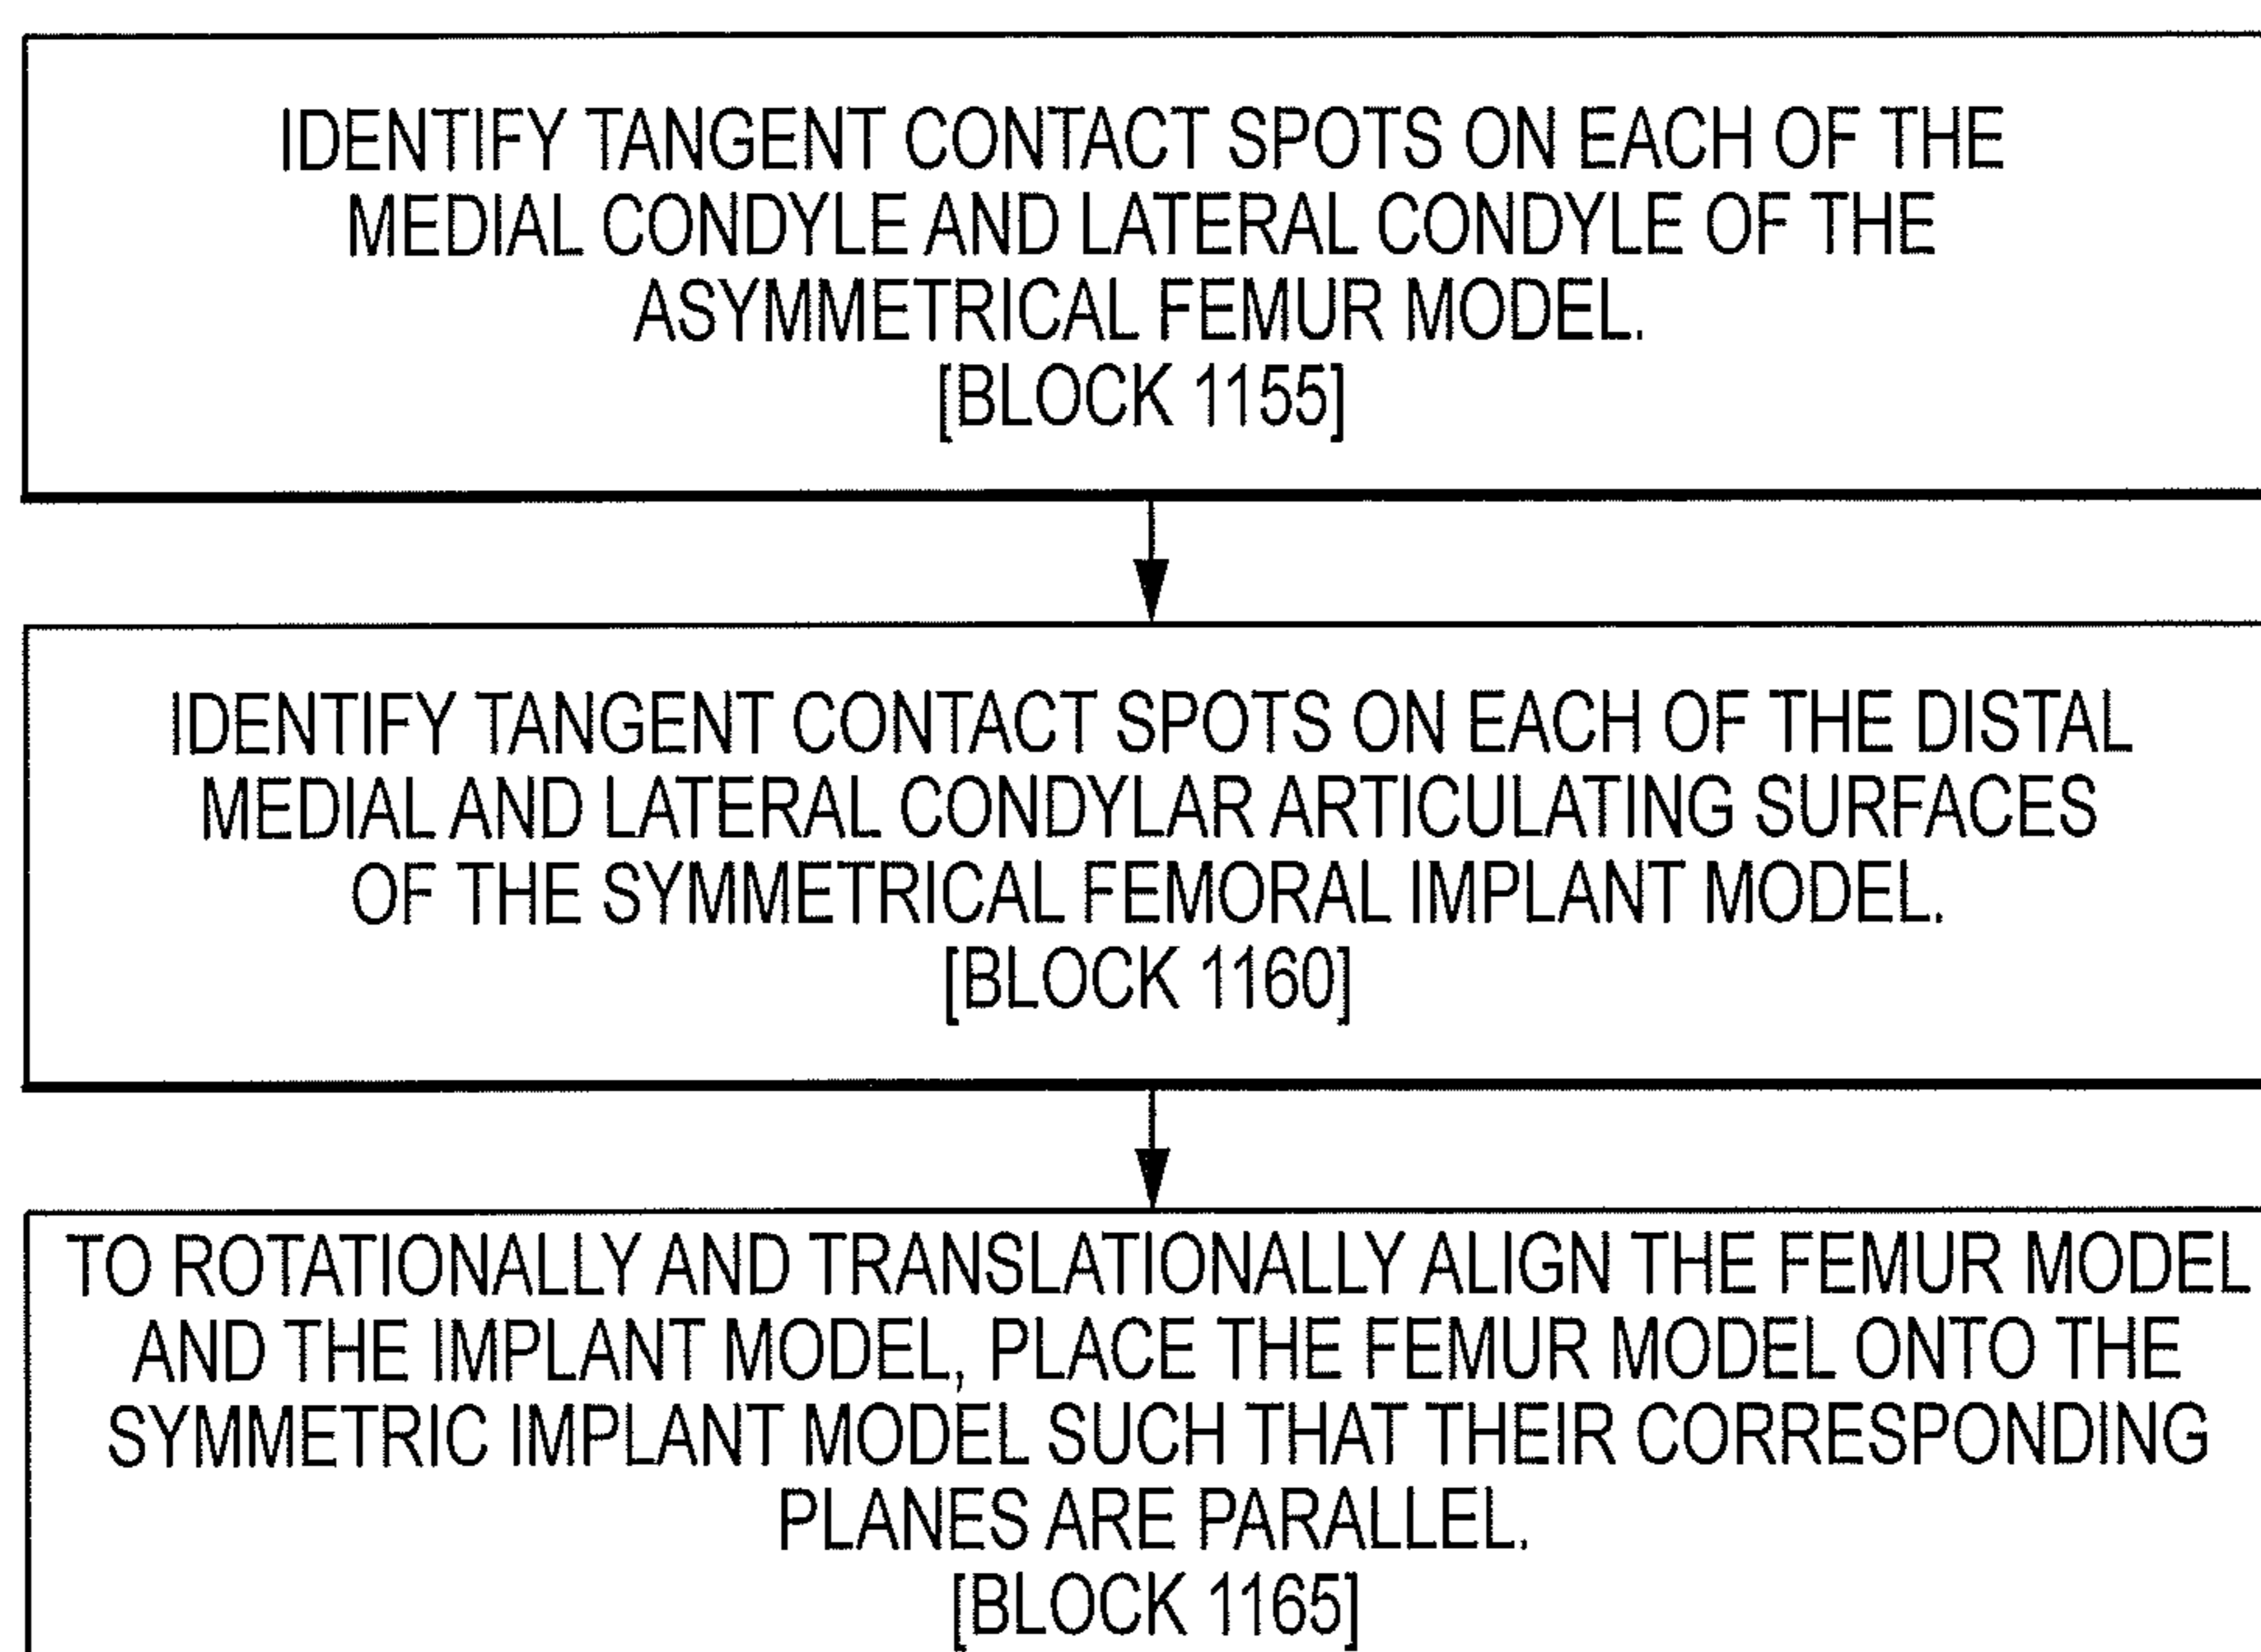 IDENTIFY TANGENT CONTACT SPOTS ON EACH OF THE
MEDIAL CONDYLE AND LATERAL CONDYLE OF THE
ASYMMETRICAL FEMUR MODEL.
[BLOCK 1155]
IDENTIFY TANGENT CONTACT SPOTS ON EACH OF THE DISTAL
MEDIAL AND LATERAL CONDYLAR ARTICULATING SURFACES
OF THE SYMMETRICAL FEMORAL IMPLANT MODEL.
[BLOCK 1160]
TO ROTATIONALLY AND TRANSLATIONALLY ALIGN THE FEMUR MODEL
AND THE IMPLANT MODEL, PLACE THE FEMUR MODEL ONTO THE
SYMMETRIC IMPLANT MODEL SUCH THAT THEIR CORRESPONDING
PLANES ARE PARALLEL.
[BLOCK 1165]